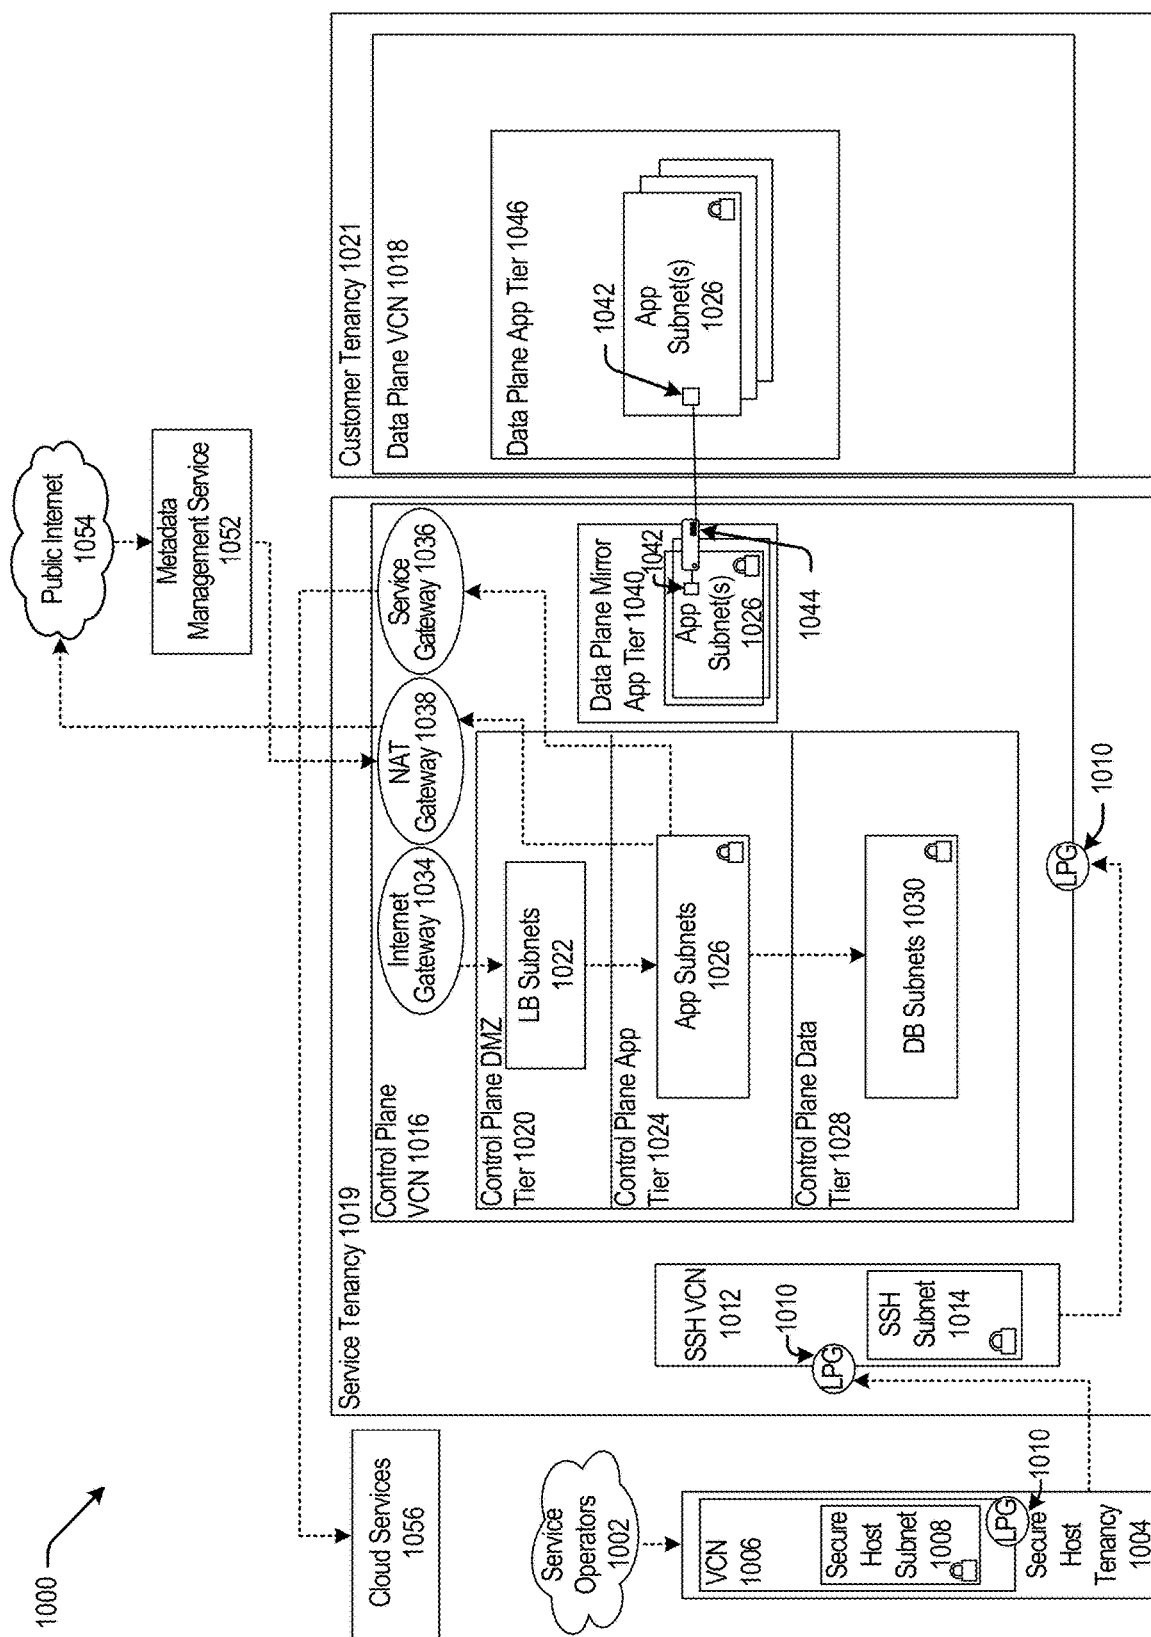 1000
Cloud Services
1056
Service
Operators
1002
VCN
1006
Secure
Host
Subnet
1008
LPG
1010
Secure
Host
Tenancy
1004
Service Tenancy 1019
SSH VCN
1012
1010
LPG
SSH
Subnet
1014
Control Plane
VCN 1016
Internet
Gateway 1034
NAT
Gateway 1038
Service
Gateway 1036
Control Plane DMZ
Tier 1020
LB Subnets
1022
Control Plane App
Tier 1024
App Subnets
1026
Control Plane Data
Tier 1028
DB Subnets 1030
LPG
1010
Data Plane Mirror
App Tier 1040
1042
App
Subnet(s)
1026
1044
Public Internet
1054
Metadata
Management Service
1052
Customer Tenancy 1021
Data Plane VCN 1018
Data Plane App Tier 1046
1042
App
Subnet(s)
1026